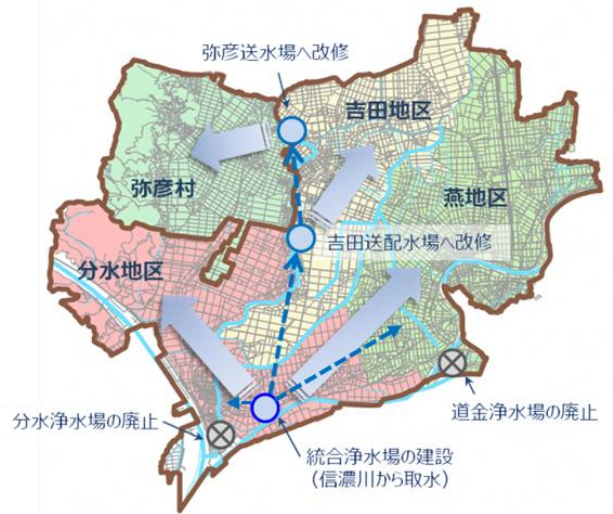 弥彦送水場へ改修
吉田地区
弥彦村
燕地区
吉田送配水場へ改修
分水地区
道金浄水場の廃止
分水浄水場の廃止
統合浄水場の建設
（信濃川から取水）